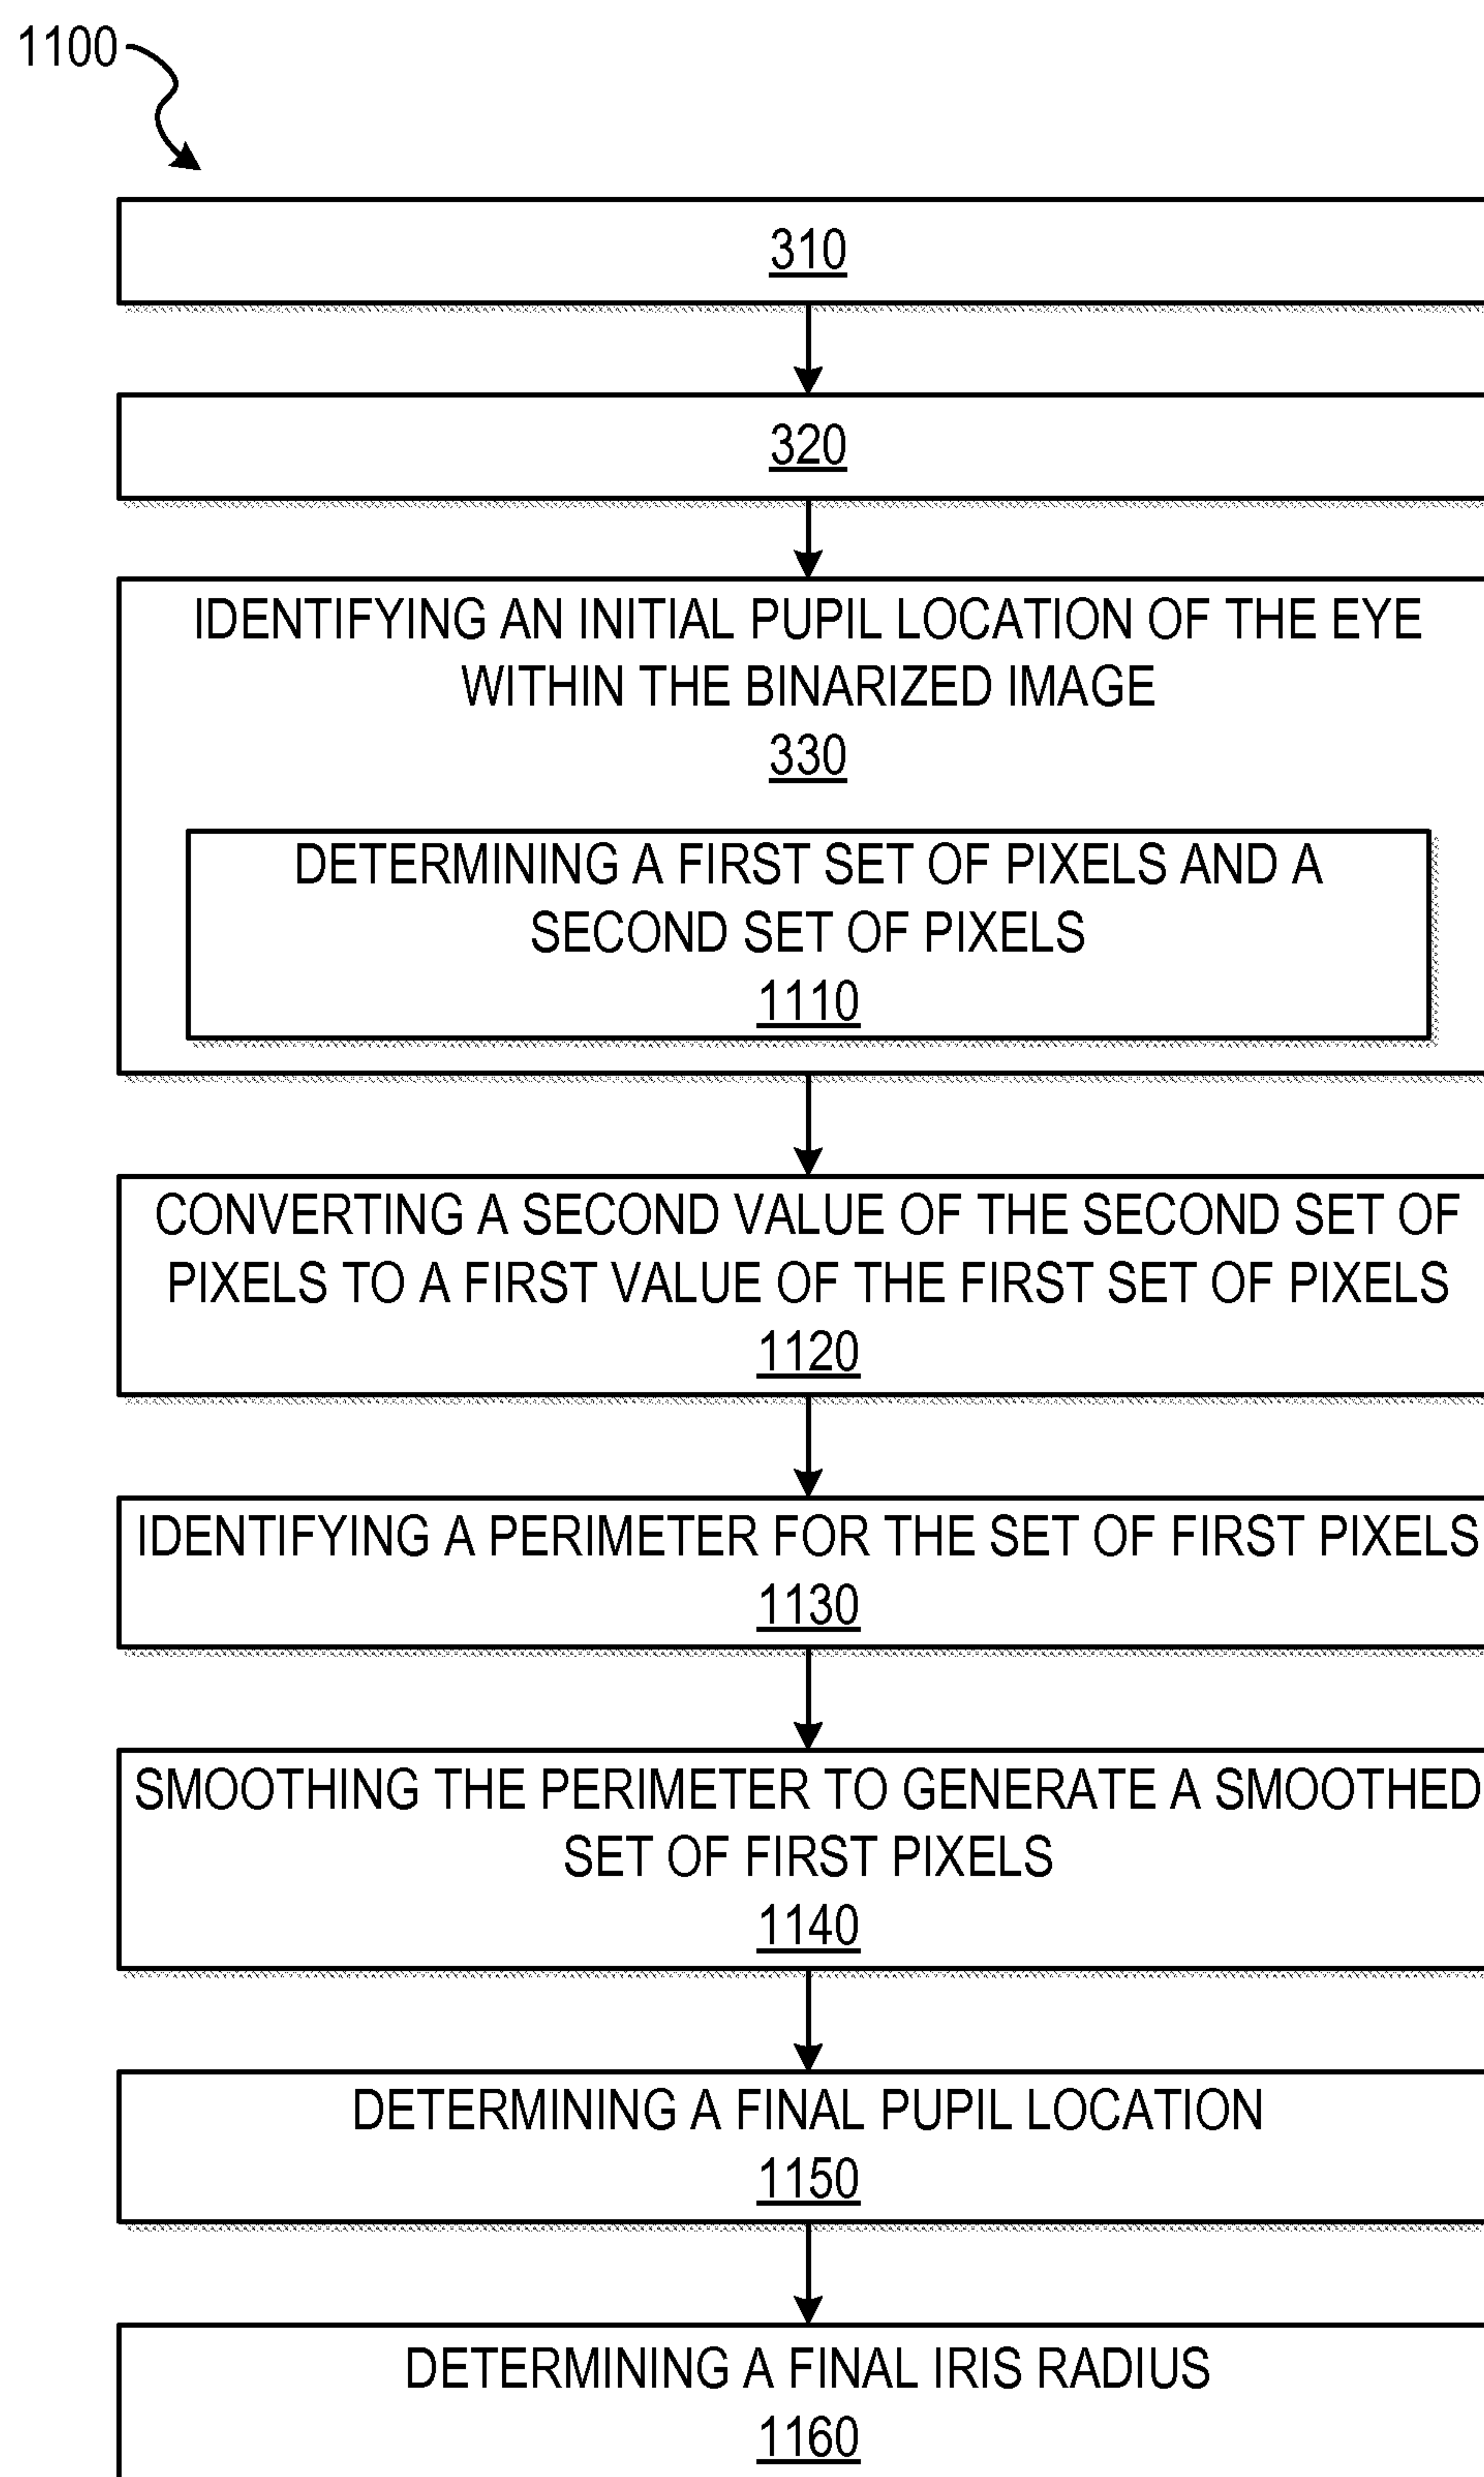 1100
310
320
IDENTIFYING AN INITIAL PUPIL LOCATION OF THE EYE
WITHIN THE BINARIZED IMAGE
330
DETERMINING A FIRST SET OF PIXELS AND A
SECOND SET OF PIXELS
1110
CONVERTING A SECOND VALUE OF THE SECOND SET OF
PIXELS TO A FIRST VALUE OF THE FIRST SET OF PIXELS
1120
IDENTIFYING A PERIMETER FOR THE SET OF FIRST PIXELS
1130
SMOOTHING THE PERIMETER TO GENERATE A SMOOTHED
SET OF FIRST PIXELS
1140
DETERMINING A FINAL PUPIL LOCATION
1150
DETERMINING A FINAL IRIS RADIUS
1160